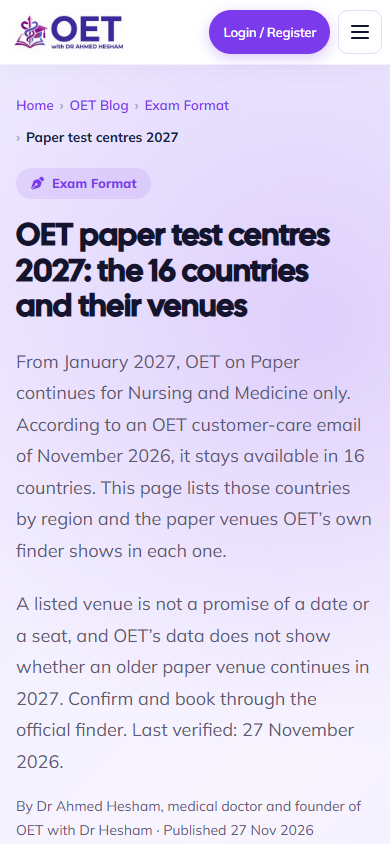 OET
with DR AHMED HESHAM
Login / Register
Home › OET Blog › Exam Format
› Paper test centres 2027
Exam Format
OET paper test centres
2027: the 16 countries
and their venues
From January 2027, OET on Paper
continues for Nursing and Medicine only.
According to an OET customer-care email
of November 2026, it stays available in 16
countries. This page lists those countries
by region and the paper venues OET’s own
finder shows in each one.
A listed venue is not a promise of a date or
a seat, and OET’s data does not show
whether an older paper venue continues in
2027. Confirm and book through the
official finder. Last verified: 27 November
2026.
By Dr Ahmed Hesham, medical doctor and founder of
OET with Dr Hesham · Published 27 Nov 2026